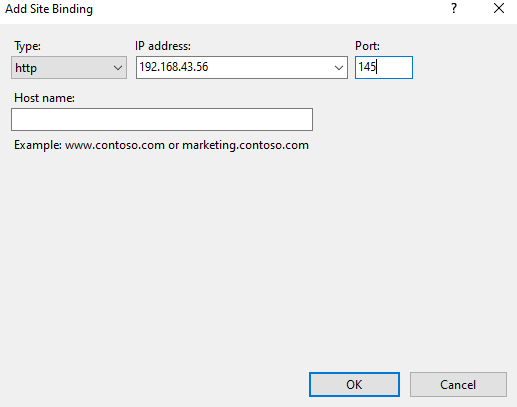 Add Site Binding
?
Type: IP address: Port:
http 192.168.43.56 145
Host name:
Example: www.contoso.com or marketing.contoso.com
OK Cancel